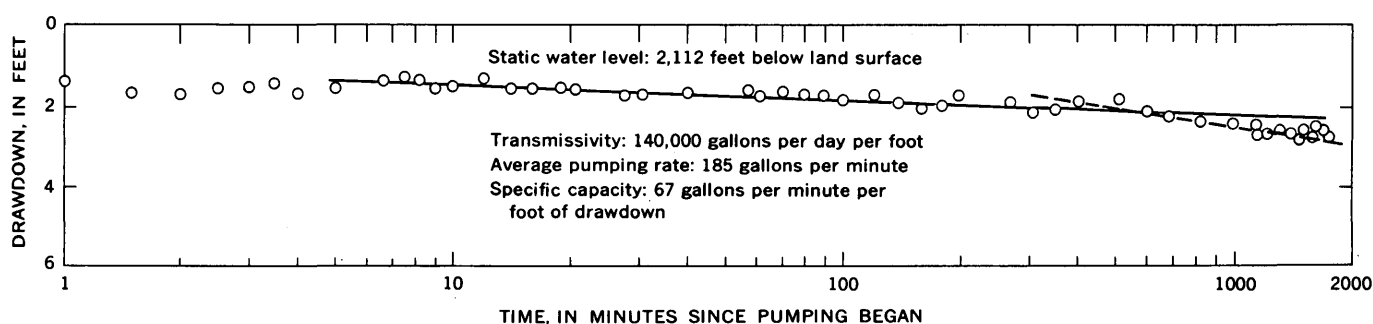 0
2
4
6
DRAWDOWN, IN FEET
Static water level: 2,112 feet below land surface
Transmissivity: 140,000 gallons per day per foot
Average pumping rate: 185 gallons per minute
Specific capacity: 67 gallons per minute per
foot of drawdown
1 10 100 1000 2000
TIME, IN MINUTES SINCE PUMPING BEGAN